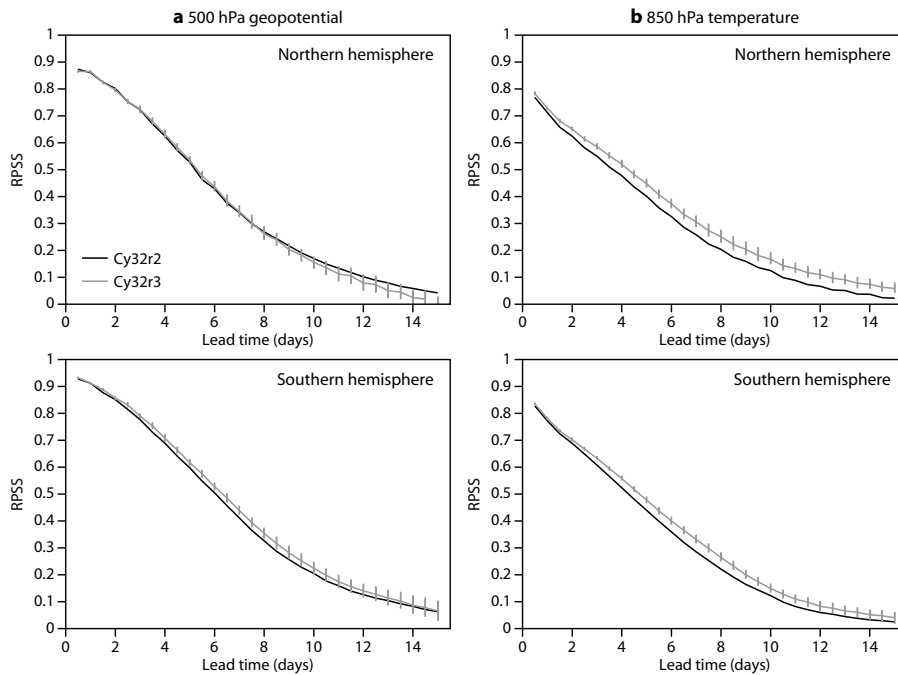 a 500 hPa geopotential
Northern hemisphere
1
0.9
0.8
0.7
0.6
0.5
0.4
0.3
0.2
0.1
0
RPSS
Cy32r2
Cy32r3
0 2 4 6 8 10 12 14
Lead time (days)
b 850 hPa temperature
Northern hemisphere
1
0.9
0.8
0.7
0.6
0.5
0.4
0.3
0.2
0.1
0
RPSS
0 2 4 6 8 10 12 14
Lead time (days)
Southern hemisphere
1
0.9
0.8
0.7
0.6
0.5
0.4
0.3
0.2
0.1
0
RPSS
0 2 4 6 8 10 12 14
Lead time (days)
Southern hemisphere
1
0.9
0.8
0.7
0.6
0.5
0.4
0.3
0.2
0.1
0
RPSS
0 2 4 6 8 10 12 14
Lead time (days)